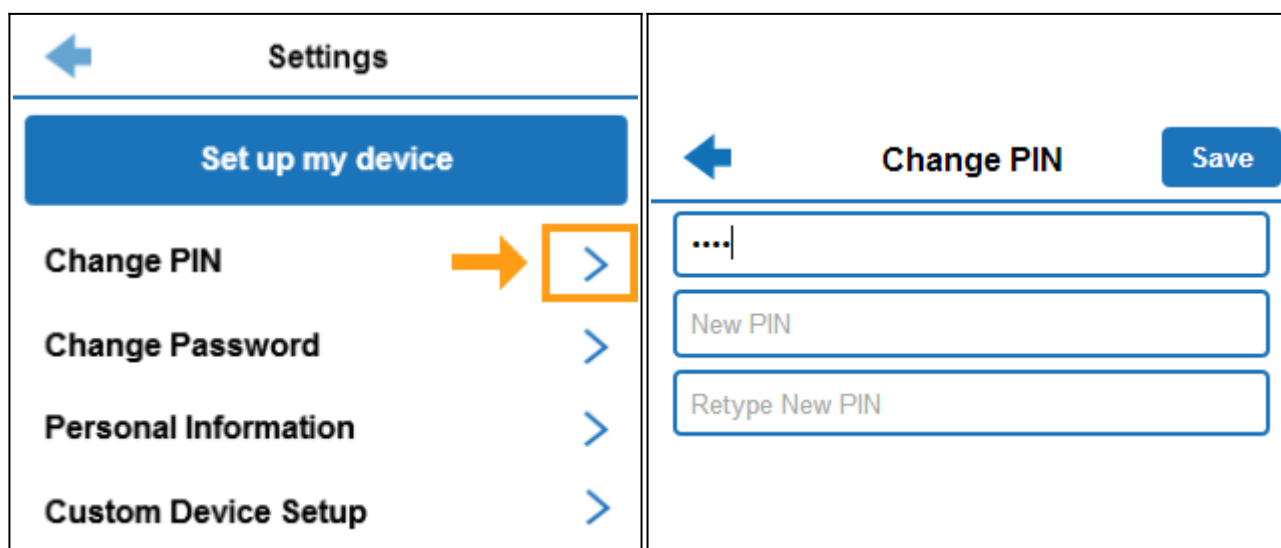 Settings
Set up my device
Change PIN
Change Password
Personal Information
Custom Device Setup
Change PIN
Save
••••
New PIN
Retype New PIN